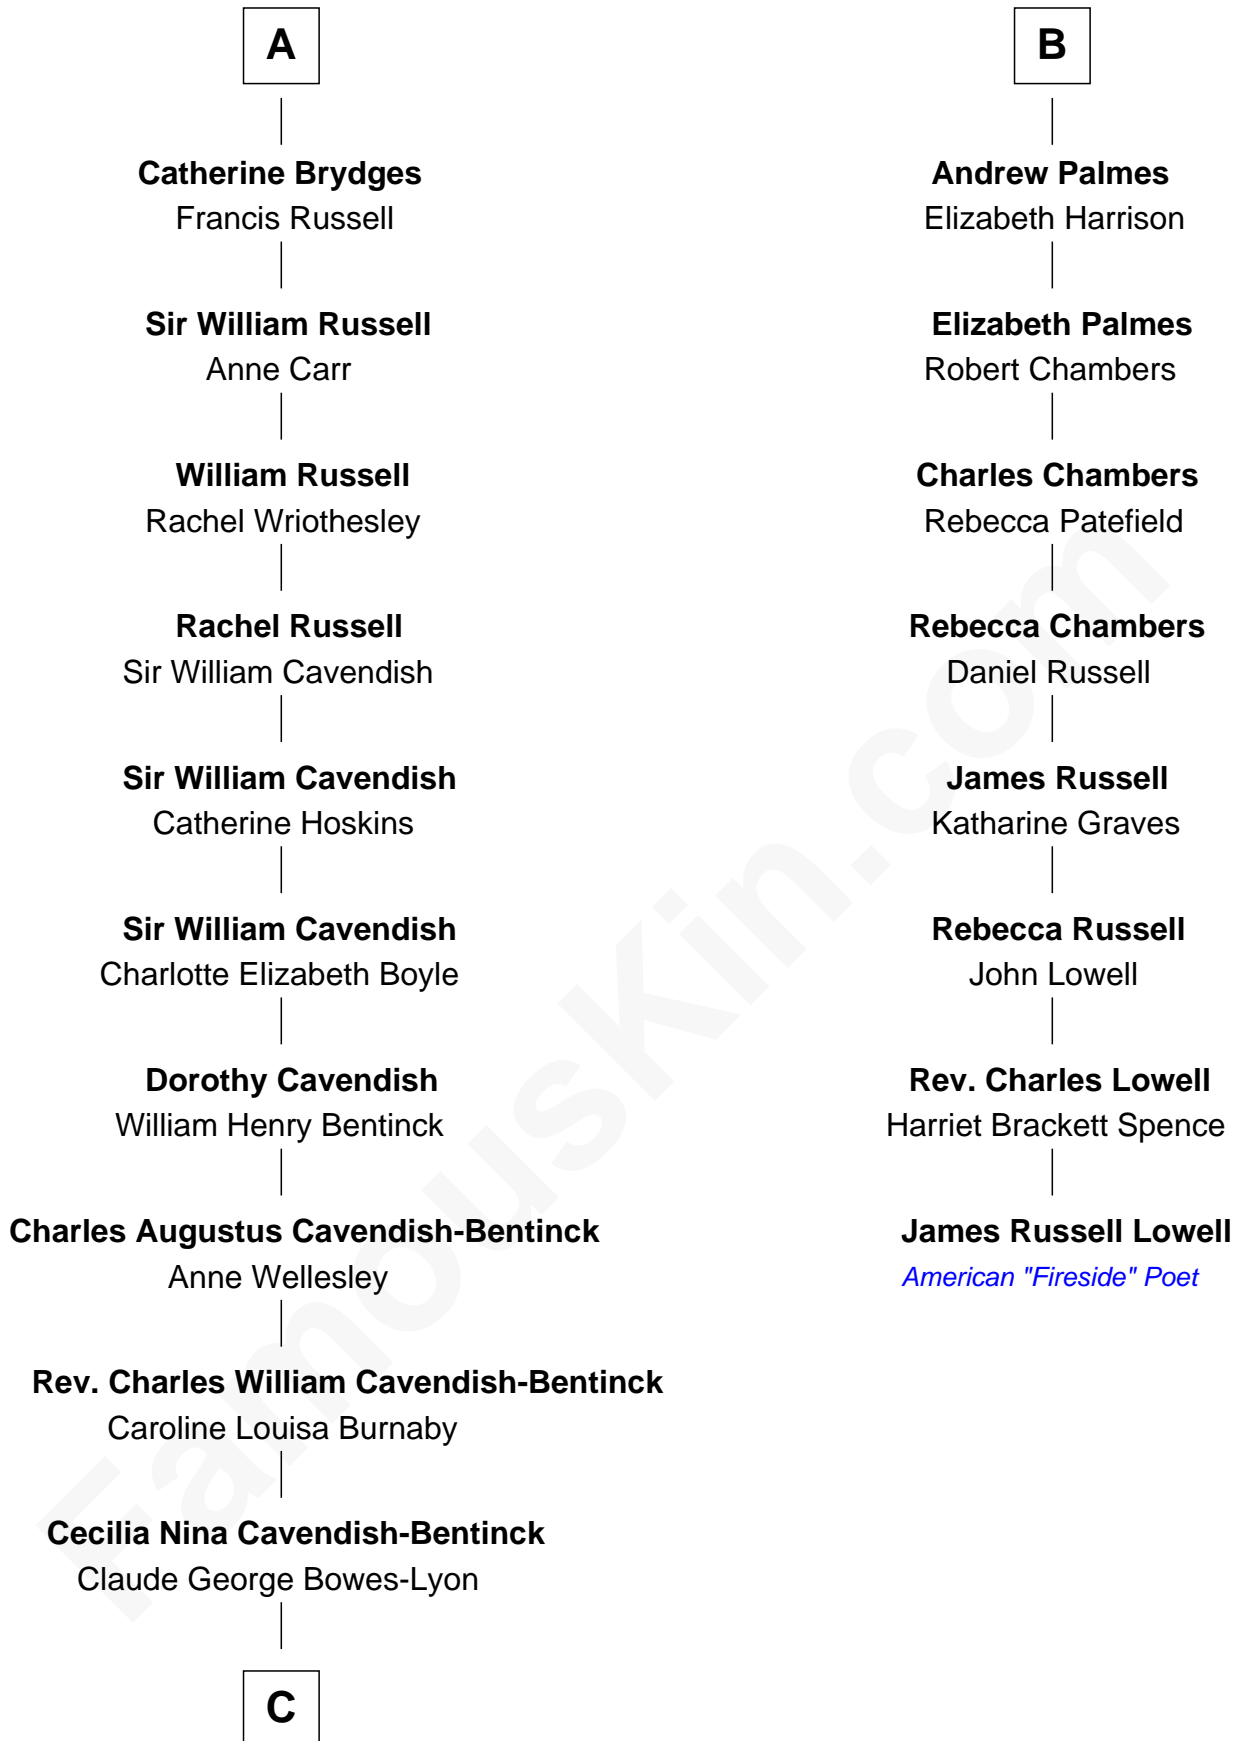 A
Catherine Brydges
Francis Russell
Sir William Russell
Anne Carr
William Russell
Rachel Wriothesley
Rachel Russell
Sir William Cavendish
Sir William Cavendish
Catherine Hoskins
Sir William Cavendish
Charlotte Elizabeth Boyle
Dorothy Cavendish
William Henry Bentinck
Charles Augustus Cavendish-Bentinck
Anne Wellesley
Rev. Charles William Cavendish-Bentinck
Caroline Louisa Burnaby
Cecilia Nina Cavendish-Bentinck
Claude George Bowes-Lyon
C
B
Andrew Palmes
Elizabeth Harrison
Elizabeth Palmes
Robert Chambers
Charles Chambers
Rebecca Patefield
Rebecca Chambers
Daniel Russell
James Russell
Katharine Graves
Rebecca Russell
John Lowell
Rev. Charles Lowell
Harriet Brackett Spence
James Russell Lowell
American "Fireside" Poet
FamousKin.com